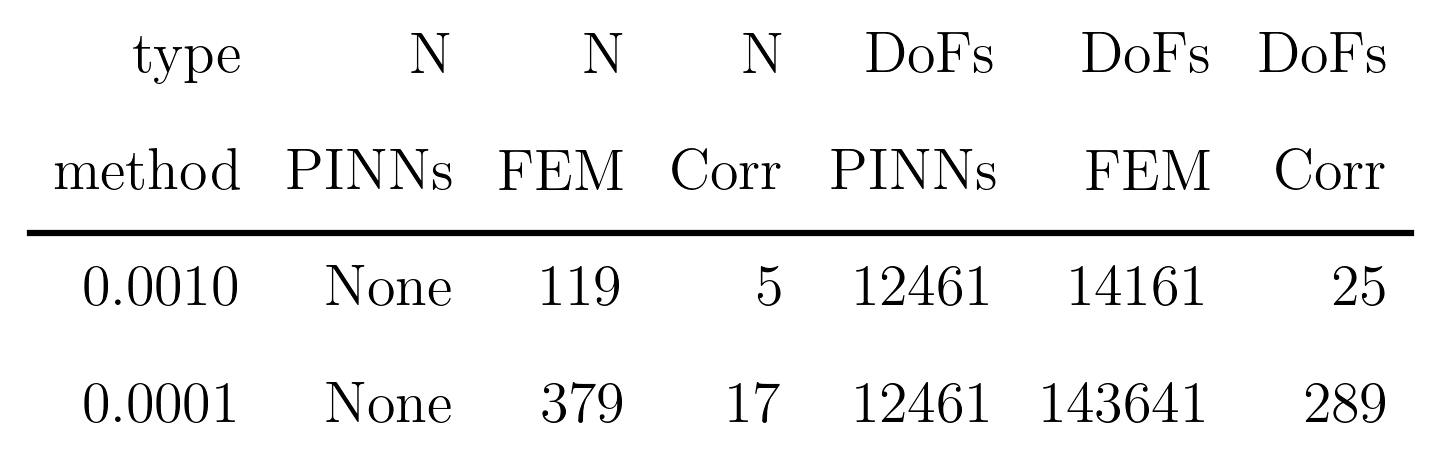 type N N N DoFs DoFs DoFs
method PINNs FEM Corr PINNs FEM Corr
0.0010 None 119 5 12461 14161 25
0.0001 None 379 17 12461 143641 289